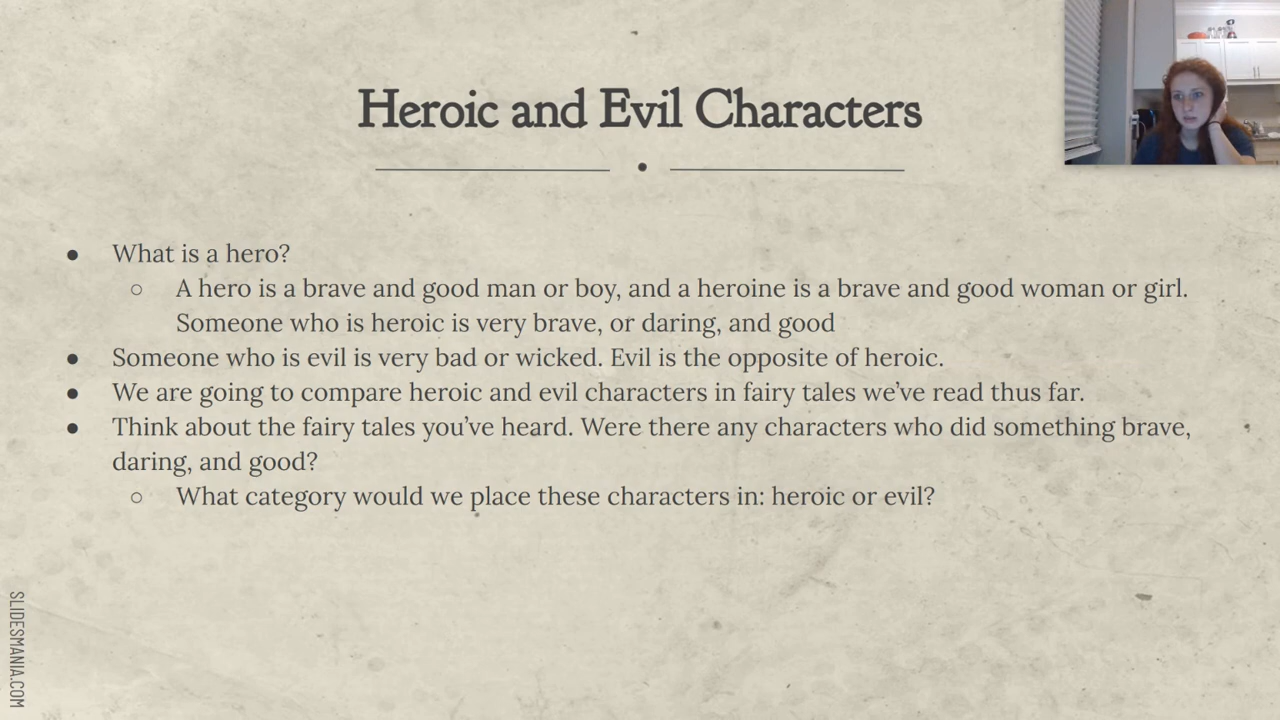 Heroic and Evil Characters
● What is a hero?
○ A hero is a brave and good man or boy, and a heroine is a brave and good woman or girl.
Someone who is heroic is very brave, or daring, and good
● Someone who is evil is very bad or wicked. Evil is the opposite of heroic.
● We are going to compare heroic and evil characters in fairy tales we’ve read thus far.
● Think about the fairy tales you’ve heard. Were there any characters who did something brave,
daring, and good?
○ What category would we place these characters in: heroic or evil?
SLIDESMANIA.COM